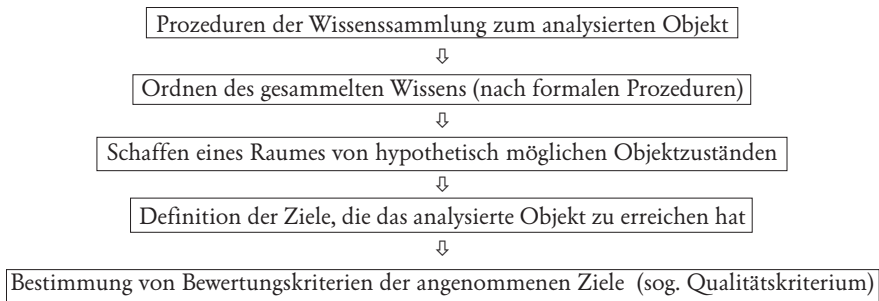 Prozeduren der Wissenssammlung zum analysierten Objekt
⇩
Ordnen des gesammelten Wissens (nach formalen Prozeduren)
⇩
Schaffen eines Raumes von hypothetisch möglichen Objektzuständen
⇩
Definition der Ziele, die das analysierte Objekt zu erreichen hat
⇩
Bestimmung von Bewertungskriterien der angenommenen Ziele (sog. Qualitätskriterium)